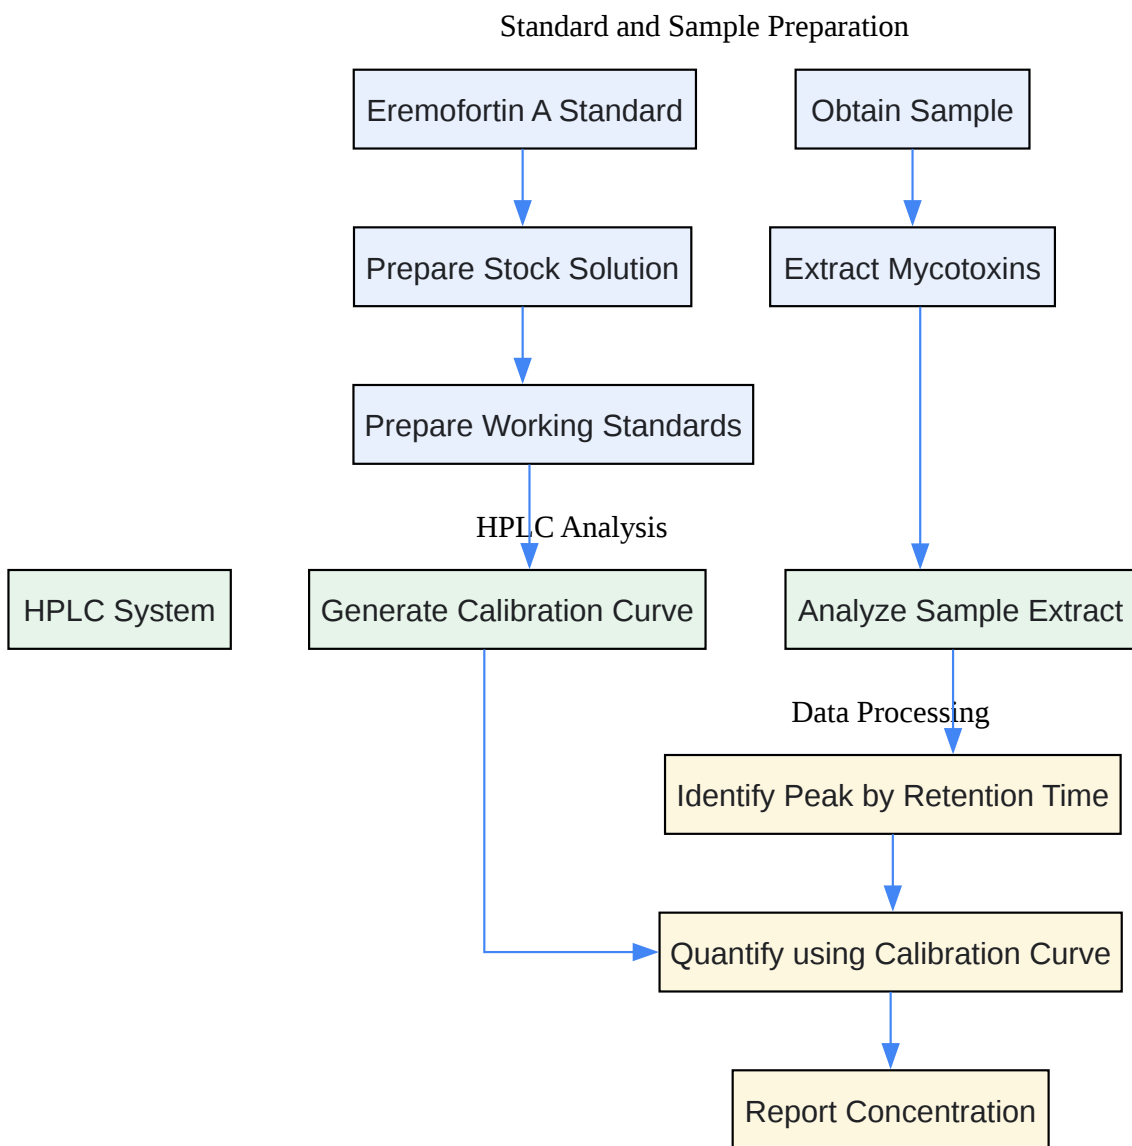 Standard and Sample Preparation
Eremofortin A Standard
Obtain Sample
Prepare Stock Solution
Extract Mycotoxins
Prepare Working Standards
HPLC Analysis
HPLC System
Generate Calibration Curve
Analyze Sample Extract
Data Processing
Identify Peak by Retention Time
Quantify using Calibration Curve
Report Concentration